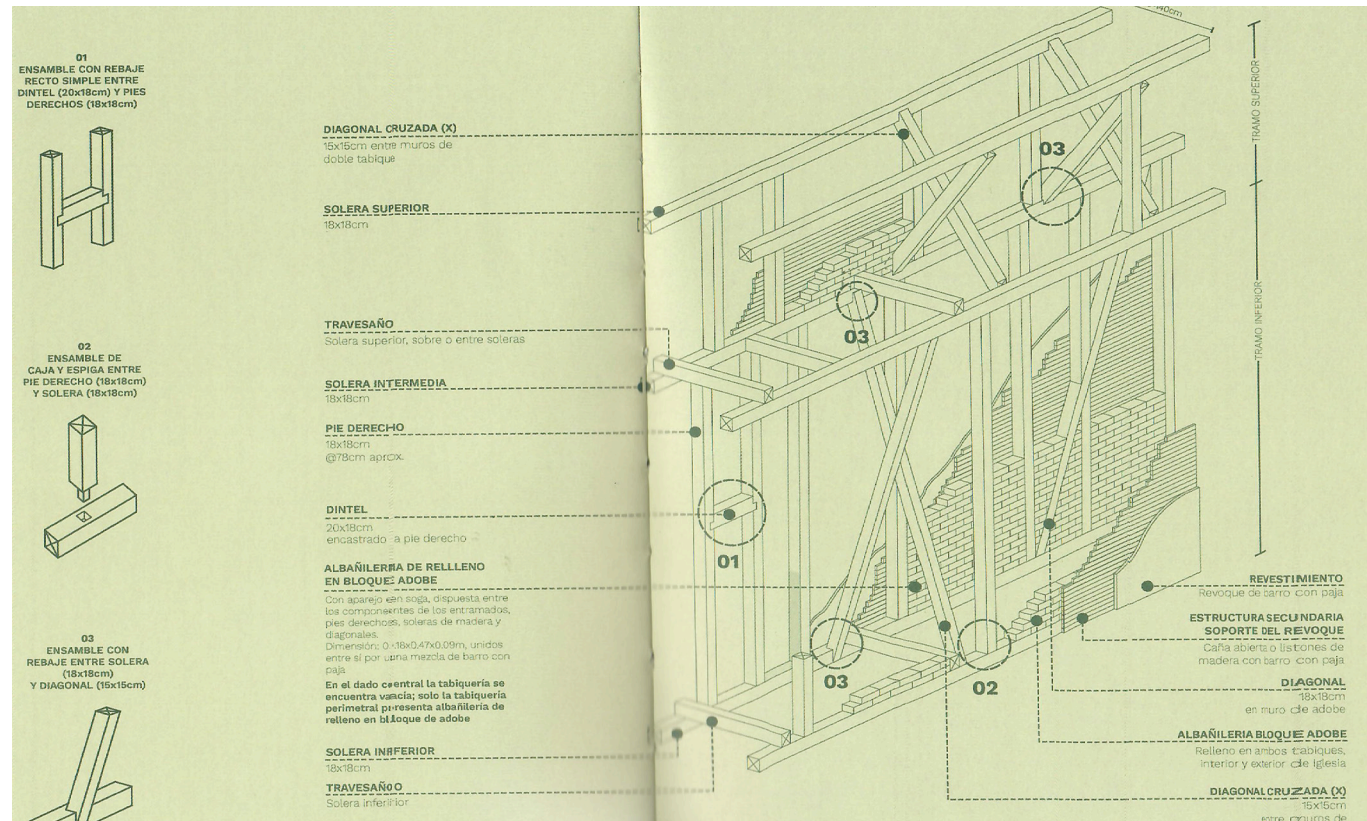 01
ENSAMBLE CON REBAJE
RECTO SIMPLE ENTRE
DINTEL (20x18cm) Y PIES
DERECHOS (18x18cm)
02
ENSAMBLE DE
CAJA Y ESPIGA ENTRE
PIE DERECHO (18x18cm)
Y SOLERA (18x18cm)
03
ENSAMBLE CON
REBAJE ENTRE SOLERA
(18x18cm)
Y DIAGONAL (15x15cm)
DIAGONAL CRUZADA (X)
15x15cm entre muros de
doble tabique
SOLERA SUPERIOR
18x18cm
TRAVESAÑO
Solera superior, sobre o entre soleras
SOLERA INTERMEDIA
18x18cm
PIE DERECHO
18x18cm
@78cm aprox.
DINTEL
20x18cm
encastrado a pie derecho
ALBAÑILERIA DE RELLLENO
EN BLOQUE ADOBE
Con aparejo en soga, dispuesta entre
los componentes de los entramados,
pies derechos, soleras de madera y
diagonales.
Dimensión: 0.18x0.47x0.09m, unidos
entre si por una mezcla de barro con
paja
En el dado central la tabiquería se
encuentra vacia; solo la tabiquería
perimetral presenta albañilería de
relleno en bloque de adobe
SOLERA INFERIOR
18x18cm
TRAVESAÑO
Solera inferior
03
03
01
03
02
TRAMO SUPERIOR
TRAMO INFERIOR
REVESTIMIENTO
Revoque de barro con paja
ESTRUCTURA SECUNDARIA
SOPORTE DEL REVOQUE
Caña abierta o listones de
madera con barro con paja
DIAGONAL
18x18cm
en muro de adobe
ALBAÑILERIA BLOQUE ADOBE
Relleno en ambos tabiques,
interior y exterior de iglesia
DIAGONAL CRUZADA (X)
15x15cm